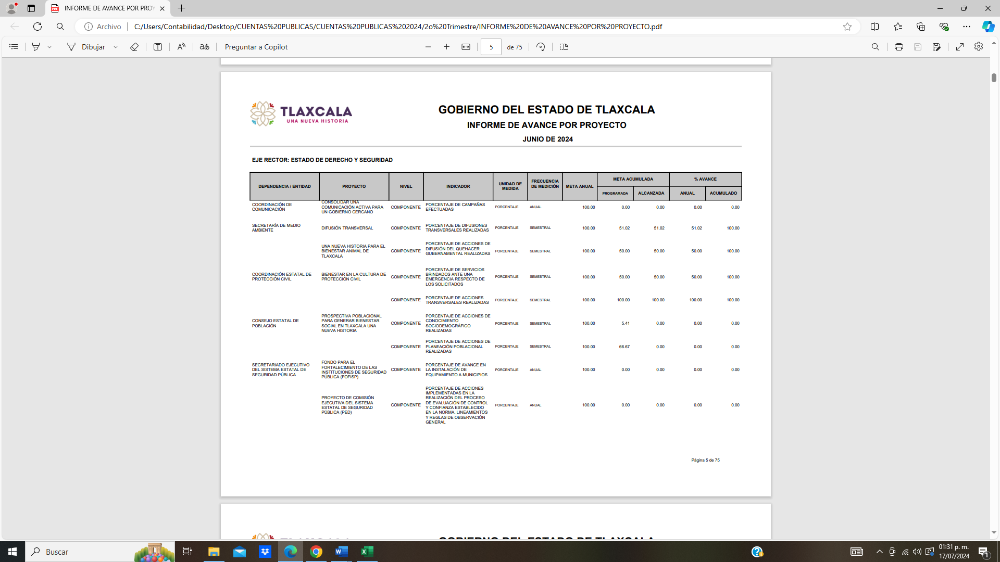 INFORME DE AVANCE POR PROY
Archivo
C:/Users/Contabilidad/Desktop/CUENTAS%20PUBLICAS/CUENTAS%20PUBLICAS%202024/2o%20Trimestre/INFORME%20DE%20AVANCE%20POR%20PROYECTO.pdf
Dibujar
aあ
Preguntar a Copilot
5 de 75
TLAXCALA
UNA NUEVA HISTORIA
GOBIERNO DEL ESTADO DE TLAXCALA
INFORME DE AVANCE POR PROYECTO
JUNIO DE 2024
EJE RECTOR: ESTADO DE DERECHO Y SEGURIDAD
DEPENDENCIA / ENTIDAD
PROYECTO
NIVEL
INDICADOR
UNIDAD DE
MEDIDA
FRECUENCIA
DE MEDICIÓN
META ANUAL
META ACUMULADA
PROGRAMADA
ALCANZADA
% AVANCE
ANUAL
ACUMULADO
COORDINACIÓN DE
COMUNICACIÓN
CONSOLIDAR UNA
COMUNICACIÓN ACTIVA PARA
UN GOBIERNO CERCANO
COMPONENTE
PORCENTAJE DE CAMPAÑAS
EFECTUADAS
PORCENTAJE
ANUAL
100.00 0.00 0.00 0.00 0.00
SECRETARÍA DE MEDIO
AMBIENTE
DIFUSIÓN TRANSVERSAL
COMPONENTE
PORCENTAJE DE DIFUSIONES
TRANSVERSALES REALIZADAS
PORCENTAJE
SEMESTRAL
100.00 51.02 51.02 51.02 100.00
UNA NUEVA HISTORIA PARA EL
BIENESTAR ANIMAL DE
TLAXCALA
COMPONENTE
PORCENTAJE DE ACCIONES DE
DIFUSIÓN DEL QUEHACER
GUBERNAMENTAL REALIZADAS
PORCENTAJE
SEMESTRAL
100.00 50.00 50.00 50.00 100.00
COORDINACIÓN ESTATAL DE
PROTECCIÓN CIVIL
BIENESTAR EN LA CULTURA DE
PROTECCIÓN CIVIL
COMPONENTE
PORCENTAJE DE SERVICIOS
BRINDADOS ANTE UNA
EMERGENCIA RESPECTO DE
LOS SOLICITADOS
PORCENTAJE
SEMESTRAL
100.00 50.00 50.00 50.00 100.00
COMPONENTE
PORCENTAJE DE ACCIONES
TRANSVERSALES REALIZADAS
PORCENTAJE
SEMESTRAL
100.00 100.00 100.00 100.00 100.00
CONSEJO ESTATAL DE
POBLACIÓN
PROSPECTIVA POBLACIONAL
PARA GENERAR BIENESTAR
SOCIAL EN TLAXCALA UNA
NUEVA HISTORIA
COMPONENTE
PORCENTAJE DE ACCIONES DE
CONOCIMIENTO
SOCIODEMOGRÁFICO
REALIZADAS
PORCENTAJE
SEMESTRAL
100.00 5.41 0.00 0.00 0.00
COMPONENTE
PORCENTAJE DE ACCIONES DE
PLANEACIÓN POBLACIONAL
REALIZADAS
PORCENTAJE
SEMESTRAL
100.00 66.67 0.00 0.00 0.00
SECRETARIADO EJECUTIVO
DEL SISTEMA ESTATAL DE
SEGURIDAD PÚBLICA
FONDO PARA EL
FORTALECIMIENTO DE LAS
INSTITUCIONES DE SEGURIDAD
PÚBLICA (FOFISP)
COMPONENTE
PORCENTAJE DE AVANCE EN
LA INSTALACIÓN DE
EQUIPAMIENTO A MUNICIPIOS
PORCENTAJE
ANUAL
100.00 0.00 0.00 0.00 0.00
PROYECTO DE COMISIÓN
EJECUTIVA DEL SISTEMA
ESTATAL DE SEGURIDAD
PÚBLICA (PED)
COMPONENTE
PORCENTAJE DE ACCIONES
IMPLEMENTADAS EN LA
REALIZACIÓN DEL PROCESO
DE EVALUACIÓN DE CONTROL
Y CONFIANZA ESTABLECIDO
EN LA NORMA, LINEAMIENTOS
Y REGLAS DE OBSERVACIÓN
GENERAL
PORCENTAJE
ANUAL
100.00 0.00 0.00 0.00 0.00
Página 5 de 75
GOBIERNO DEL ESTADO DE TLAXCALA
Buscar
01:31 p. m.
17/07/2024
1